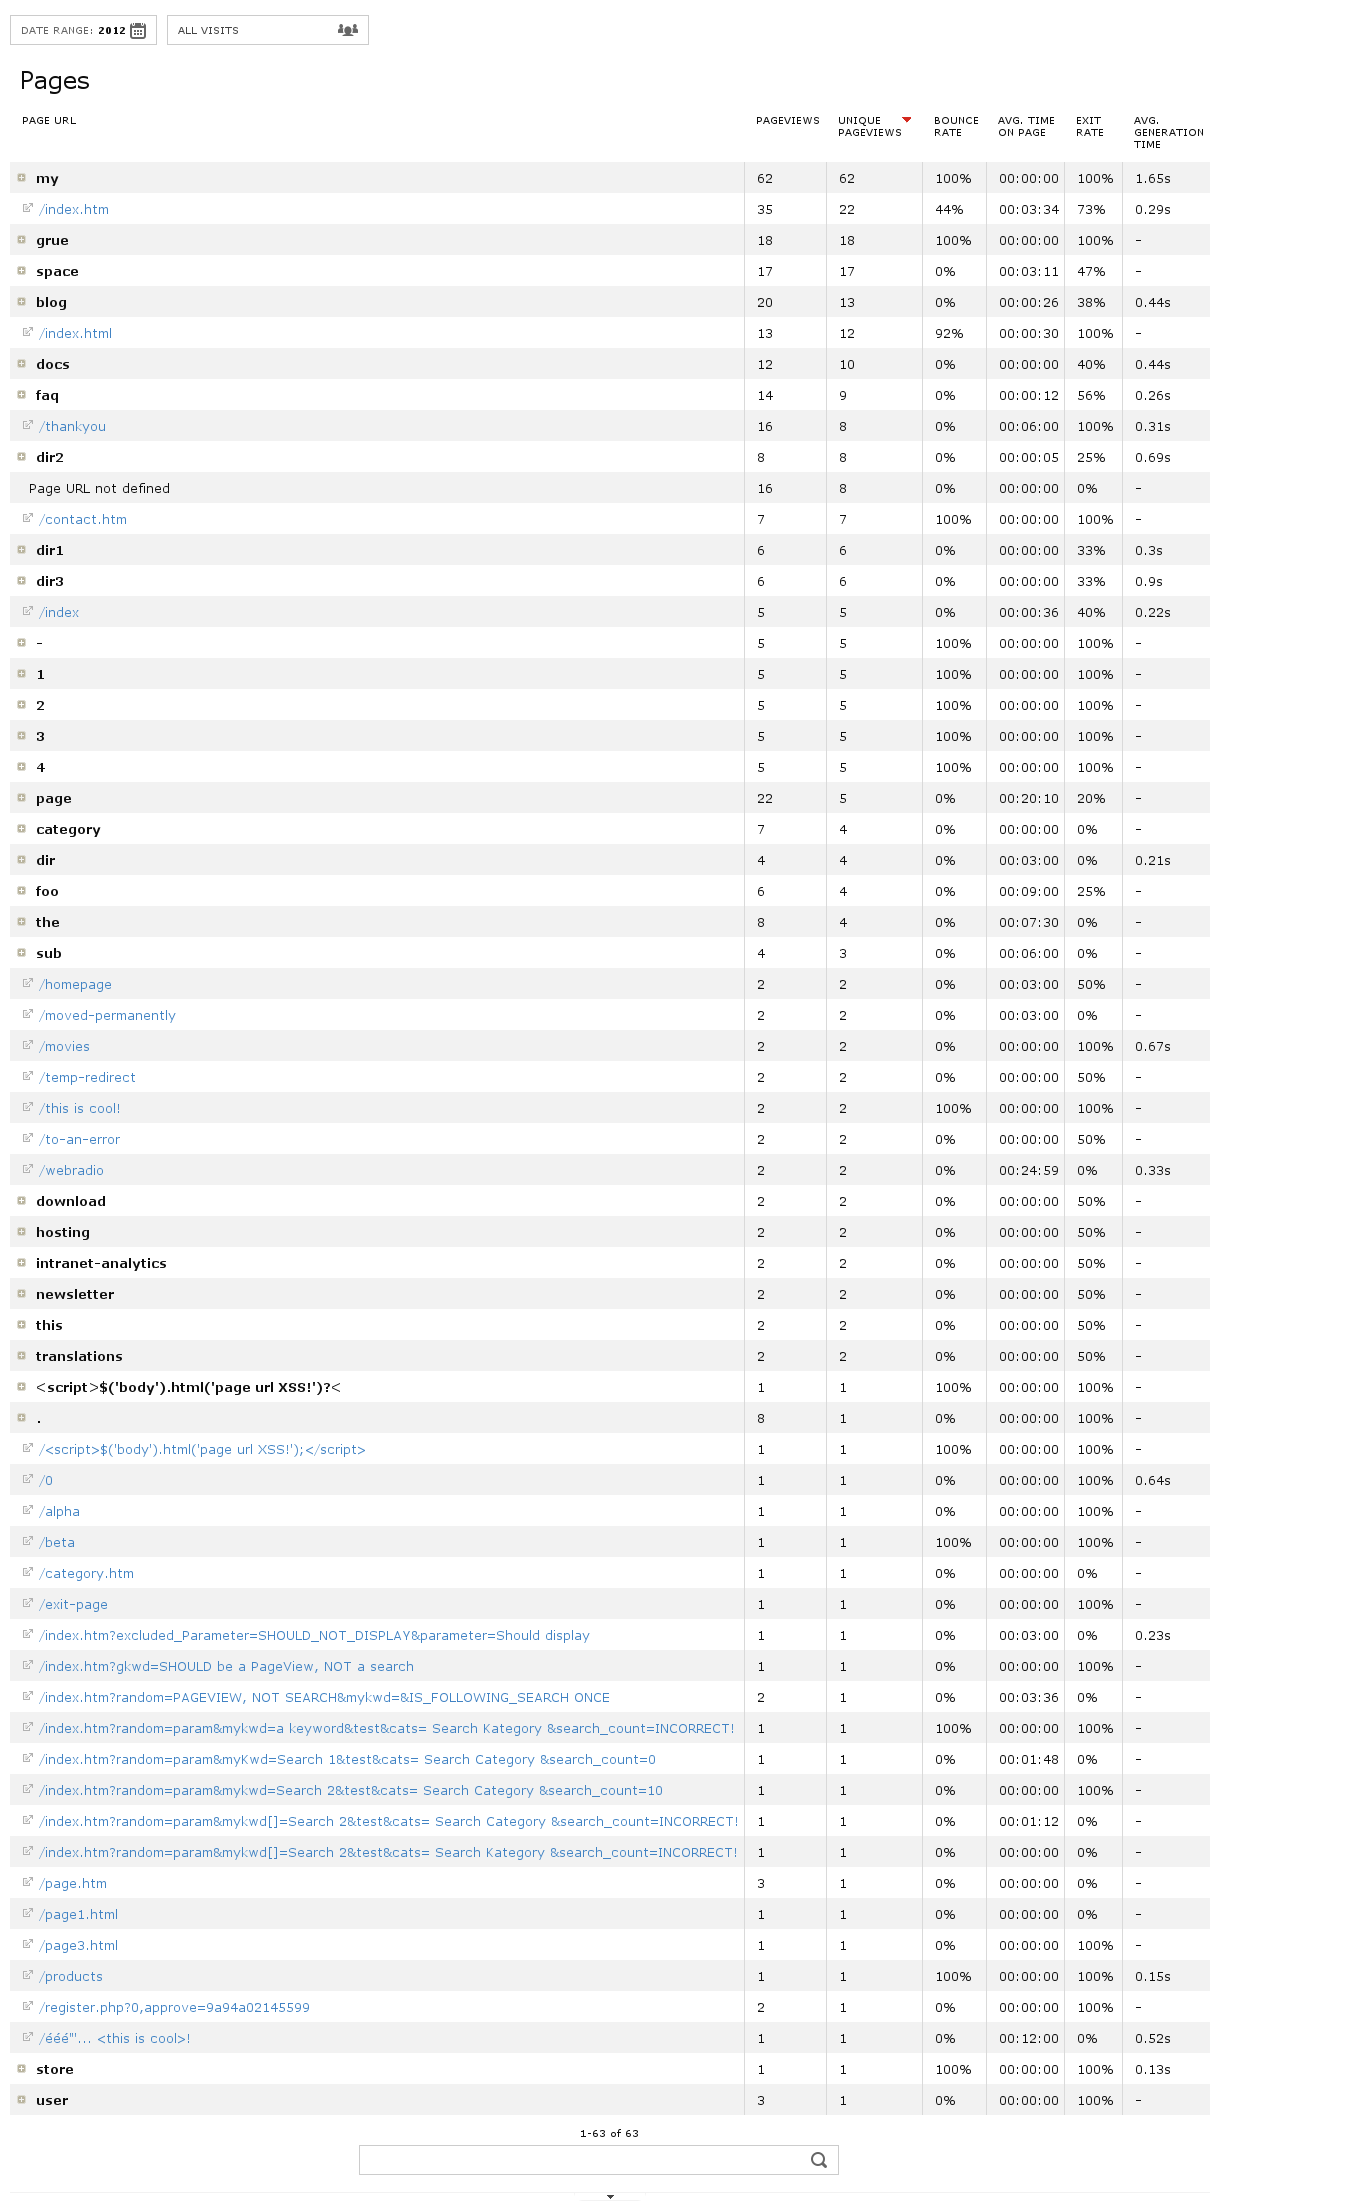 DATE RANGE: 2012 ALL VISITS
Pages
PAGE URL PAGEVIEWS UNIQUE PAGEVIEWS BOUNCE RATE AVG. TIME ON PAGE EXIT RATE AVG. GENERATION TIME
my 62 62 100% 00:00:00 100% 1.65s
/index.htm 35 22 44% 00:03:34 73% 0.29s
grue 18 18 100% 00:00:00 100% -
space 17 17 0% 00:03:11 47% -
blog 20 13 0% 00:00:26 38% 0.44s
/index.html 13 12 92% 00:00:30 100% -
docs 12 10 0% 00:00:00 40% 0.44s
faq 14 9 0% 00:00:12 56% 0.26s
/thankyou 16 8 0% 00:06:00 100% 0.31s
dir2 8 8 0% 00:00:05 25% 0.69s
Page URL not defined 16 8 0% 00:00:00 0% -
/contact.htm 7 7 100% 00:00:00 100% -
dir1 6 6 0% 00:00:00 33% 0.3s
dir3 6 6 0% 00:00:00 33% 0.9s
/index 5 5 0% 00:00:36 40% 0.22s
- 5 5 100% 00:00:00 100% -
1 5 5 100% 00:00:00 100% -
2 5 5 100% 00:00:00 100% -
3 5 5 100% 00:00:00 100% -
4 5 5 100% 00:00:00 100% -
page 22 5 0% 00:20:10 20% -
category 7 4 0% 00:00:00 0% -
dir 4 4 0% 00:03:00 0% 0.21s
foo 6 4 0% 00:09:00 25% -
the 8 4 0% 00:07:30 0% -
sub 4 3 0% 00:06:00 0% -
/homepage 2 2 0% 00:03:00 50% -
/moved-permanently 2 2 0% 00:03:00 0% -
/movies 2 2 0% 00:00:00 100% 0.67s
/temp-redirect 2 2 0% 00:00:00 50% -
/this is cool! 2 2 100% 00:00:00 100% -
/to-an-error 2 2 0% 00:00:00 50% -
/webradio 2 2 0% 00:24:59 0% 0.33s
download 2 2 0% 00:00:00 50% -
hosting 2 2 0% 00:00:00 50% -
intranet-analytics 2 2 0% 00:00:00 50% -
newsletter 2 2 0% 00:00:00 50% -
this 2 2 0% 00:00:00 50% -
translations 2 2 0% 00:00:00 50% -
<script>$('body').html('page url XSS!')?< 1 1 100% 00:00:00 100% -
. 8 1 0% 00:00:00 100% -
/<script>$('body').html('page url XSS!');</script> 1 1 100% 00:00:00 100% -
/0 1 1 0% 00:00:00 100% 0.64s
/alpha 1 1 0% 00:00:00 100% -
/beta 1 1 100% 00:00:00 100% -
/category.htm 1 1 0% 00:00:00 0% -
/exit-page 1 1 0% 00:00:00 100% -
/index.htm?excluded_Parameter=SHOULD_NOT_DISPLAY&parameter=Should display 1 1 0% 00:03:00 0% 0.23s
/index.htm?gkwd=SHOULD be a PageView, NOT a search 1 1 0% 00:00:00 100% -
/index.htm?random=PAGEVIEW, NOT SEARCH&mykwd=&IS_FOLLOWING_SEARCH ONCE 2 1 0% 00:03:36 0% -
/index.htm?random=param&mykwd=a keyword&test&cats= Search Kategory &search_count=INCORRECT! 1 1 100% 00:00:00 100% -
/index.htm?random=param&myKwd=Search 1&test&cats= Search Category &search_count=0 1 1 0% 00:01:48 0% -
/index.htm?random=param&mykwd=Search 2&test&cats= Search Category &search_count=10 1 1 0% 00:00:00 100% -
/index.htm?random=param&mykwd[]=Search 2&test&cats= Search Category &search_count=INCORRECT! 1 1 0% 00:01:12 0% -
/index.htm?random=param&mykwd[]=Search 2&test&cats= Search Kategory &search_count=INCORRECT! 1 1 0% 00:00:00 0% -
/page.htm 3 1 0% 00:00:00 0% -
/page1.html 1 1 0% 00:00:00 0% -
/page3.html 1 1 0% 00:00:00 100% -
/products 1 1 100% 00:00:00 100% 0.15s
/register.php?0,approve=9a94a02145599 2 1 0% 00:00:00 100% -
/ééé"'... <this is cool>! 1 1 0% 00:12:00 0% 0.52s
store 1 1 100% 00:00:00 100% 0.13s
user 3 1 0% 00:00:00 100% -
1-63 of 63